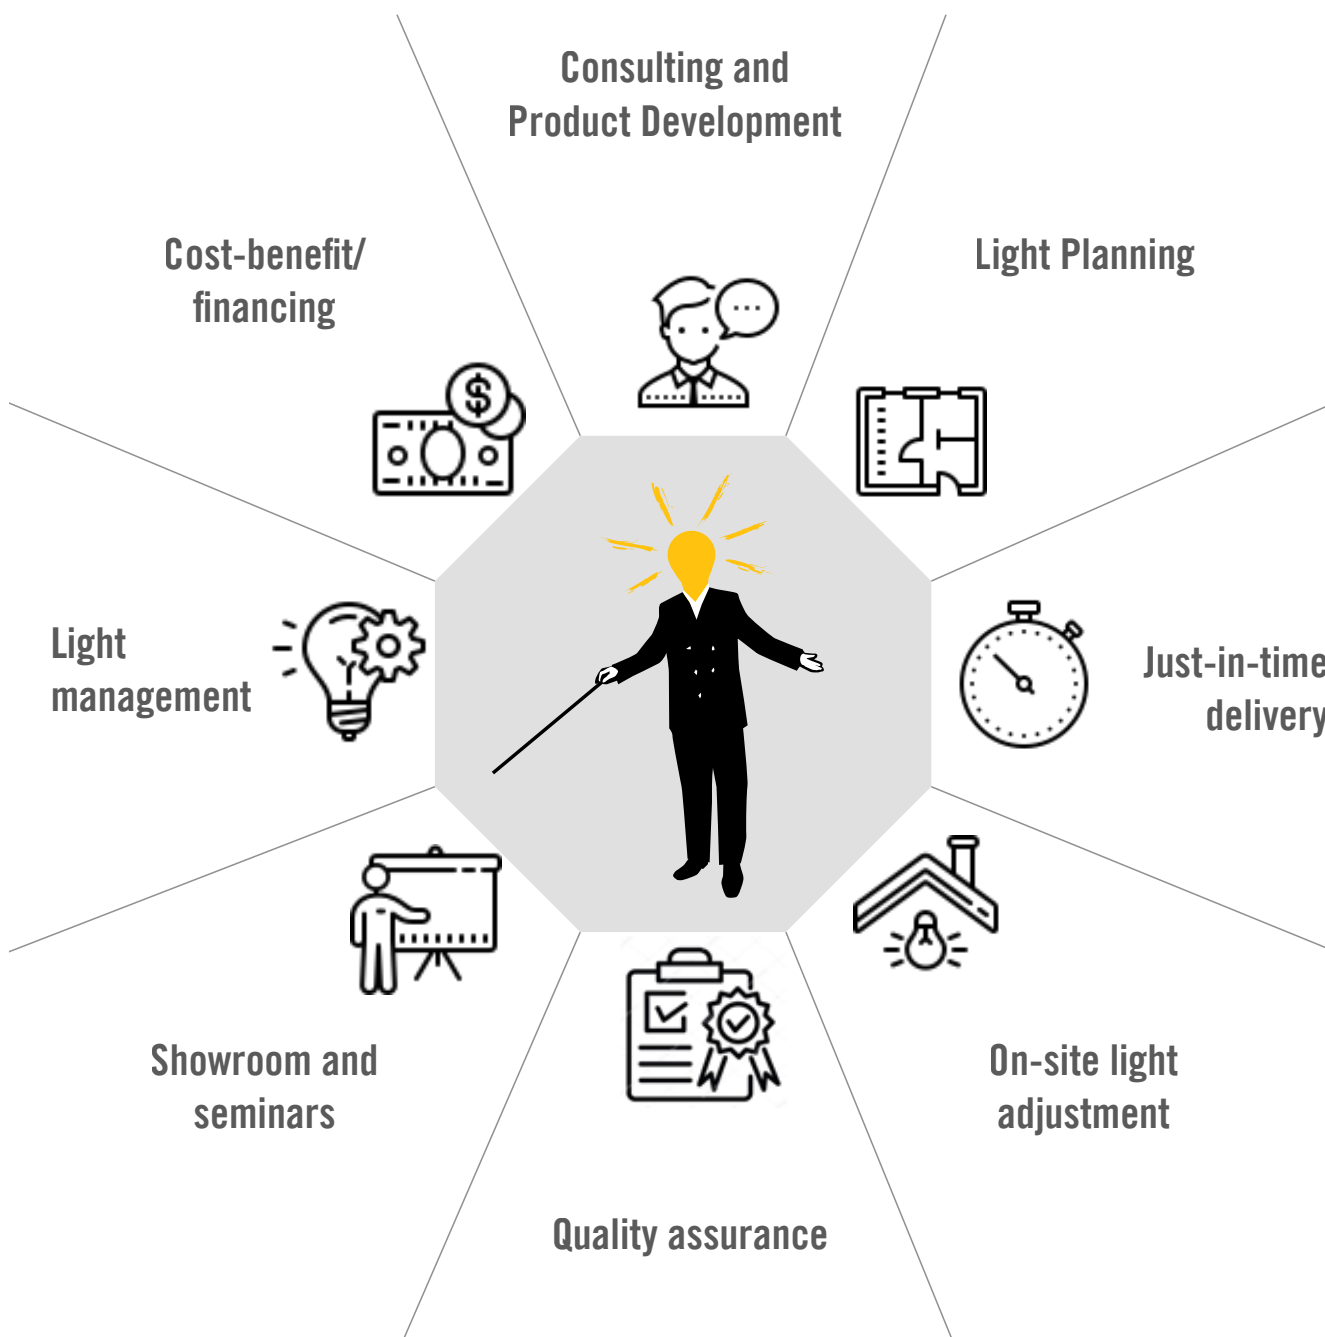 Consulting and
Product Development
Light Planning
Just-in-time
delivery
On-site light
adjustment
Quality assurance
Showroom and
seminars
Light
management
Cost-benefit/
financing
$